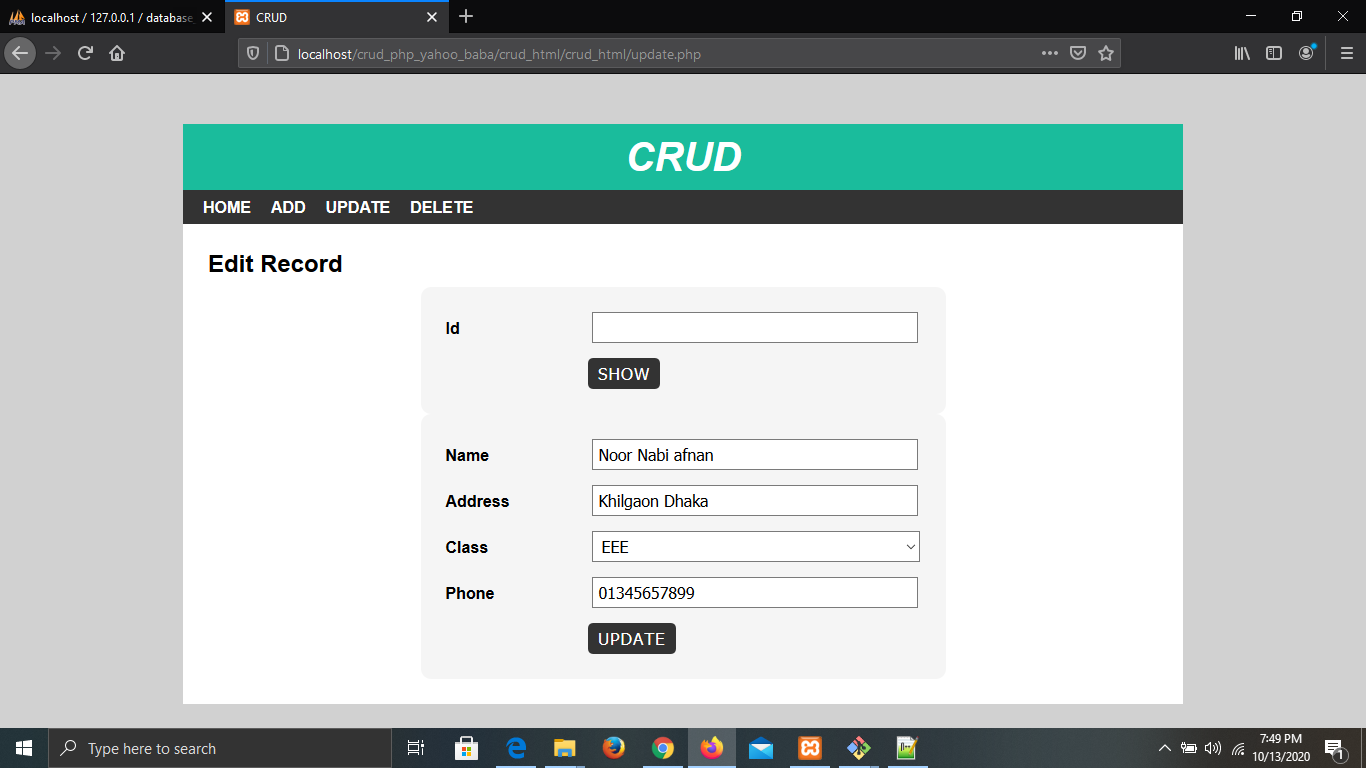 localhost / 127.0.0.1 / database
CRUD
localhost/crud_php_yahoo_baba/crud_html/crud_html/update.php
CRUD
HOME ADD UPDATE DELETE
Edit Record
Id
SHOW
Name Noor Nabi afnan
Address Khilgaon Dhaka
Class EEE
Phone 01345657899
UPDATE
Type here to search
7:49 PM
10/13/2020
1